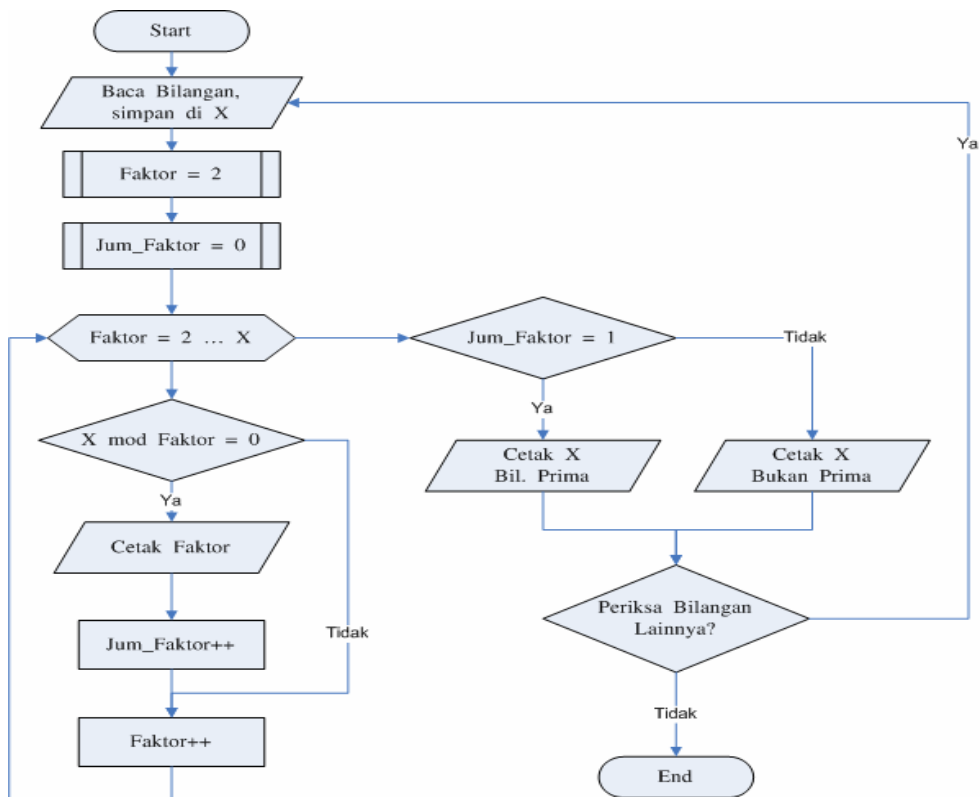 Start
Baca Bilangan,
simpan di X
Faktor = 2
Jum_Faktor = 0
Faktor = 2 ... X
X mod Faktor = 0
Ya
Cetak Faktor
Jum_Faktor++
Tidak
Faktor++
Jum_Faktor = 1
Tidak
Ya
Cetak X
Bil. Prima
Cetak X
Bukan Prima
Periksa Bilangan
Lainnya?
Ya
Tidak
End